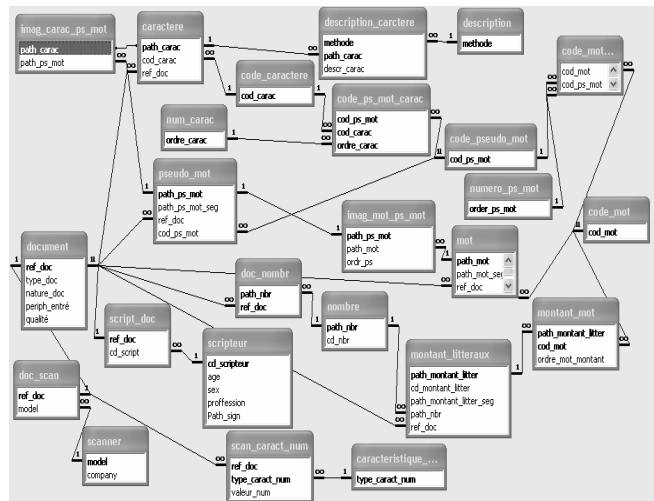 imag_carac_ps_mot
path_carac
path_ps_mot
caractere
path_carac
cod_carac
ref_doc
description_carctere
methode
path_carac
descr_carac
description
methode
code_mot...
cod_mot
cod_ps_mot
code_caractere
cod_carac
num_carac
ordre_carac
code_ps_mot_carac
cod_ps_mot
cod_carac
ordre_carac
code_pseudo_mot
cod_ps_mot
numero_ps_mot
order_ps_mot
code_mot
cod_mot
pseudo_mot
path_ps_mot
path_ps_mot_seg
ref_doc
cod_ps_mot
imag_mot_ps_mot
path_ps_mot
path_mot
ordr_ps
mot
path_mot
path_mot_seg
ref_doc
document
ref_doc
type_doc
nature_doc
periph_entré
qualité
doc_nombr
path_nbr
ref_doc
nombre
path_nbr
cd_nbr
montant_mot
path_montant_litter
cod_mot
ordre_mot_montant
script_doc
ref_doc
cd_script
scripteur
cd_scripteur
age
sex
proffession
Path_sign
montant_litteraux
path_montant_litter
cd_montant_litter
path_montant_litter_seg
path_nbr
ref_doc
doc_scan
ref_doc
model
scanner
model
company
scan_caract_num
ref_doc
type_caract_num
valeur_num
caracteristique_...
type_caract_num